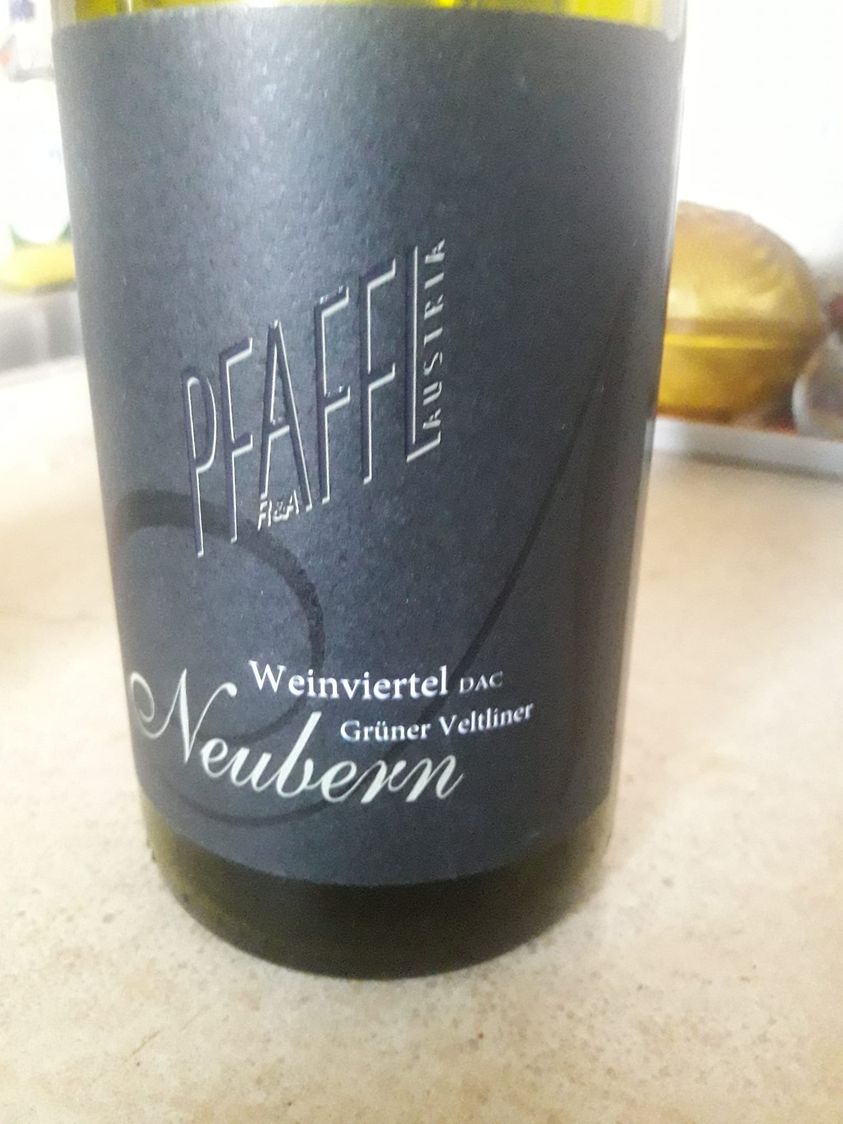 PFAFFL
AUSTRIA
R&A
Weinviertel DAC
Grüner Veltliner
Neubern